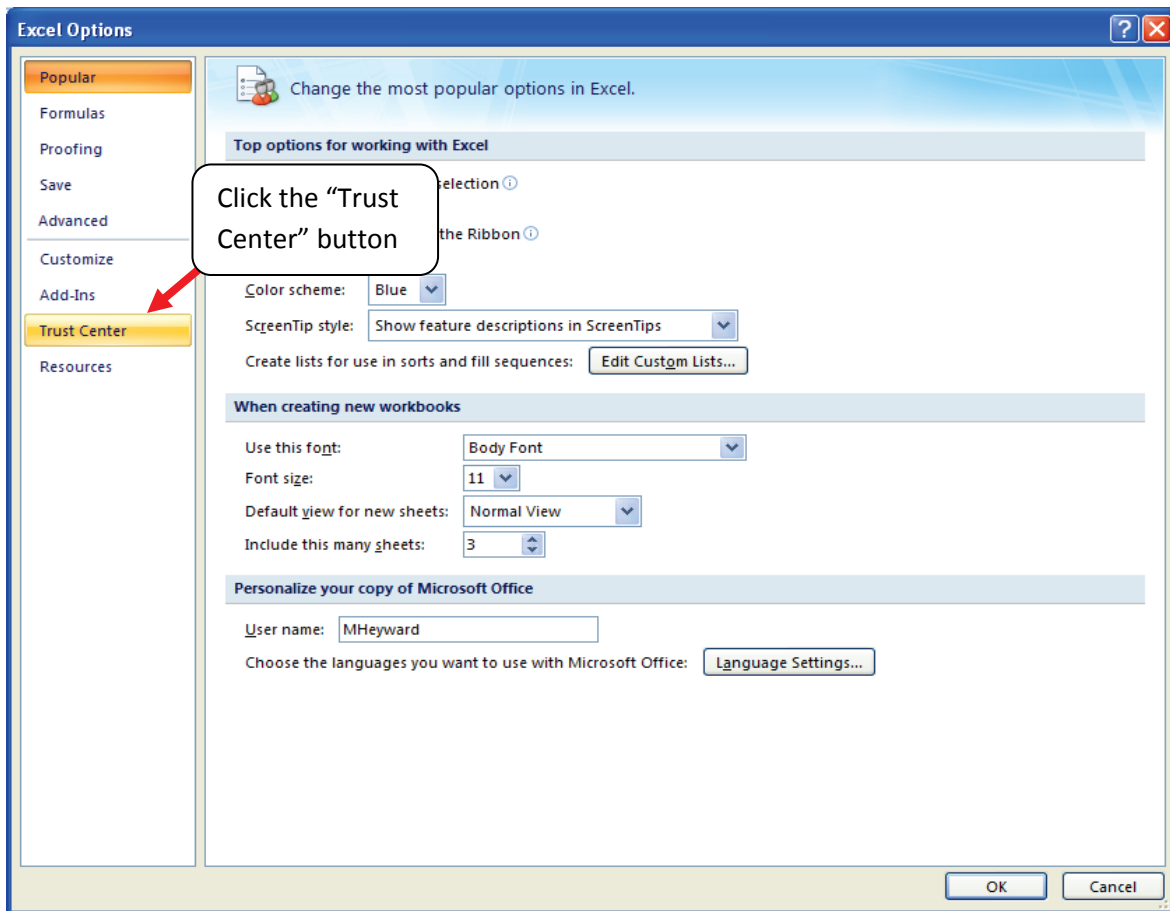 Excel Options
Popular
Formulas
Proofing
Save
Advanced
Customize
Add-Ins
Trust Center
Resources
Change the most popular options in Excel.
Top options for working with Excel
selection
Click the “Trust
Center” button
the Ribbon
Color scheme: Blue
ScreenTip style: Show feature descriptions in ScreenTips
Create lists for use in sorts and fill sequences: Edit Custom Lists...
When creating new workbooks
Use this font: Body Font
Font size: 11
Default view for new sheets: Normal View
Include this many sheets: 3
Personalize your copy of Microsoft Office
User name: MHeyward
Choose the languages you want to use with Microsoft Office: Language Settings...
OK Cancel